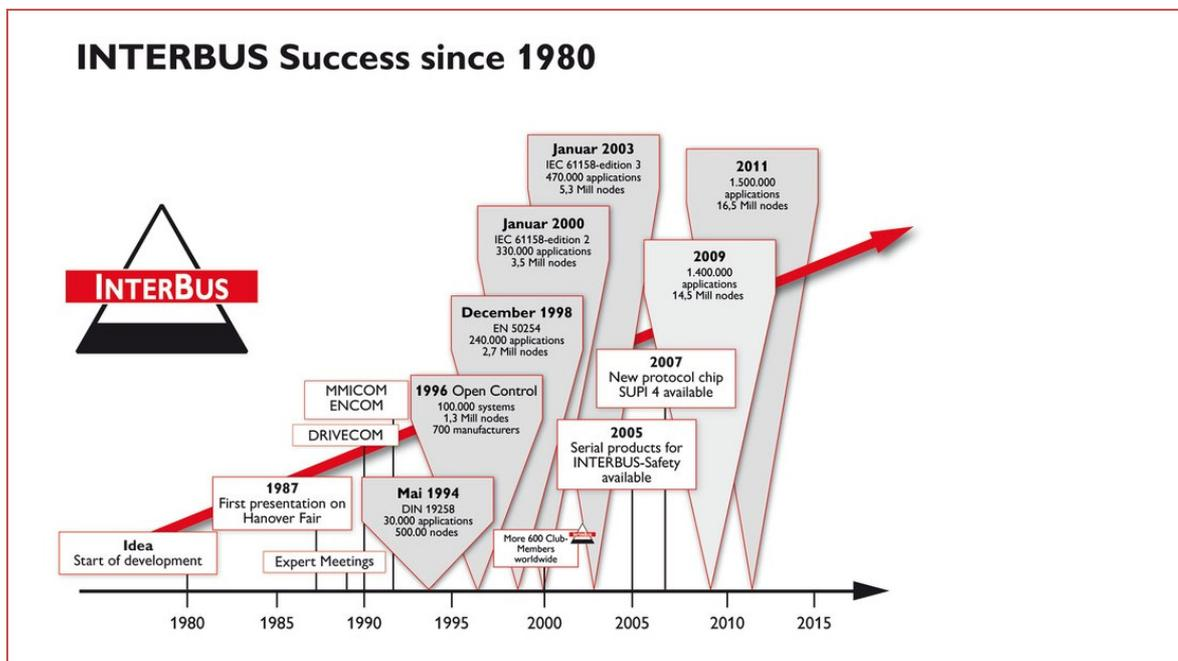 INTERBUS Success since 1980
INTERBUS
Januar 2003
IEC 61158-edition 3
470.000 applications
5,3 Mill nodes
2011
1.500.000
applications
16,5 Mill nodes
Januar 2000
IEC 61158-edition 2
330.000 applications
3,5 Mill nodes
2009
1.400.000
applications
14,5 Mill nodes
December 1998
EN 50254
240.000 applications
2,7 Mill nodes
2007
New protocol chip
SUPI 4 available
MMICOM
ENCOM
1996 Open Control
100.000 systems
1,3 Mill nodes
700 manufacturers
DRIVECOM
2005
Serial products for
INTERBUS-Safety
available
1987
First presentation on
Hanover Fair
Mai 1994
DIN 19258
30.000 applications
500.00 nodes
Idea
Start of development
Expert Meetings
More 600 Club-
Members
worldwide
1980
1985
1990
1995
2000
2005
2010
2015